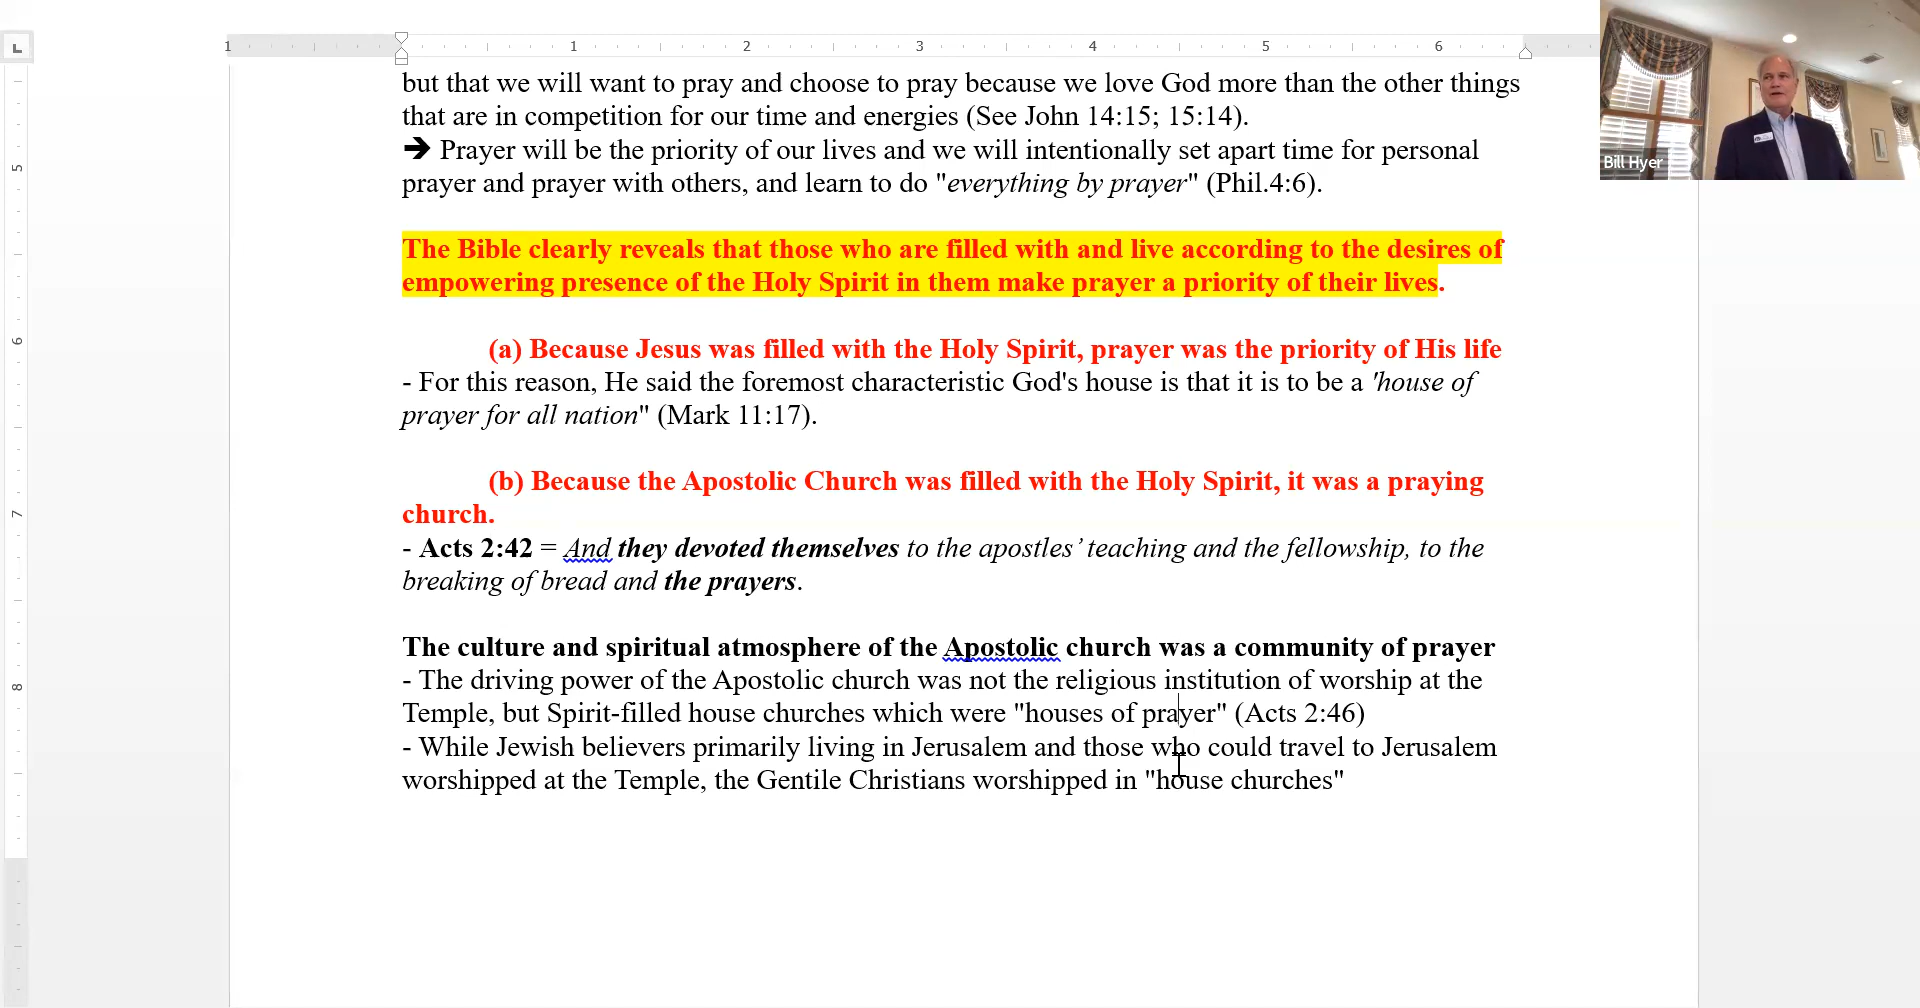 1 1 2 3 4 5 6
but that we will want to pray and choose to pray because we love God more than the other things
that are in competition for our time and energies (See John 14:15; 15:14).
➔ Prayer will be the priority of our lives and we will intentionally set apart time for personal
prayer and prayer with others, and learn to do "everything by prayer" (Phil.4:6).
The Bible clearly reveals that those who are filled with and live according to the desires of
empowering presence of the Holy Spirit in them make prayer a priority of their lives.
(a) Because Jesus was filled with the Holy Spirit, prayer was the priority of His life
- For this reason, He said the foremost characteristic God's house is that it is to be a 'house of
prayer for all nation" (Mark 11:17).
(b) Because the Apostolic Church was filled with the Holy Spirit, it was a praying
church.
- Acts 2:42 = And they devoted themselves to the apostles’ teaching and the fellowship, to the
breaking of bread and the prayers.
The culture and spiritual atmosphere of the Apostolic church was a community of prayer
- The driving power of the Apostolic church was not the religious institution of worship at the
Temple, but Spirit-filled house churches which were "houses of prayer" (Acts 2:46)
- While Jewish believers primarily living in Jerusalem and those who could travel to Jerusalem
worshipped at the Temple, the Gentile Christians worshipped in "house churches"
5
6
7
8
Bill Hyer